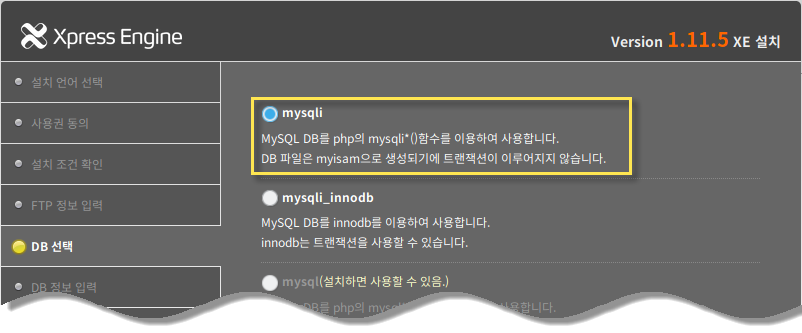 Xpress Engine
Version 1.11.5 XE 설치
설치 언어 선택
사용권 동의
설치 조건 확인
FTP 정보 입력
DB 선택
DB 정보 입력
mysqli
MySQL DB를 php의 mysqli*()함수를 이용하여 사용합니다.
DB 파일은 myisam으로 생성되기에 트랜잭션이 이루어지지 않습니다.
mysqli_innodb
MySQL DB를 innodb를 이용하여 사용합니다.
innodb는 트랜잭션을 사용할 수 있습니다.
mysql(설치하면 사용할 수 있음.)
DB를 php의 사용합니다.